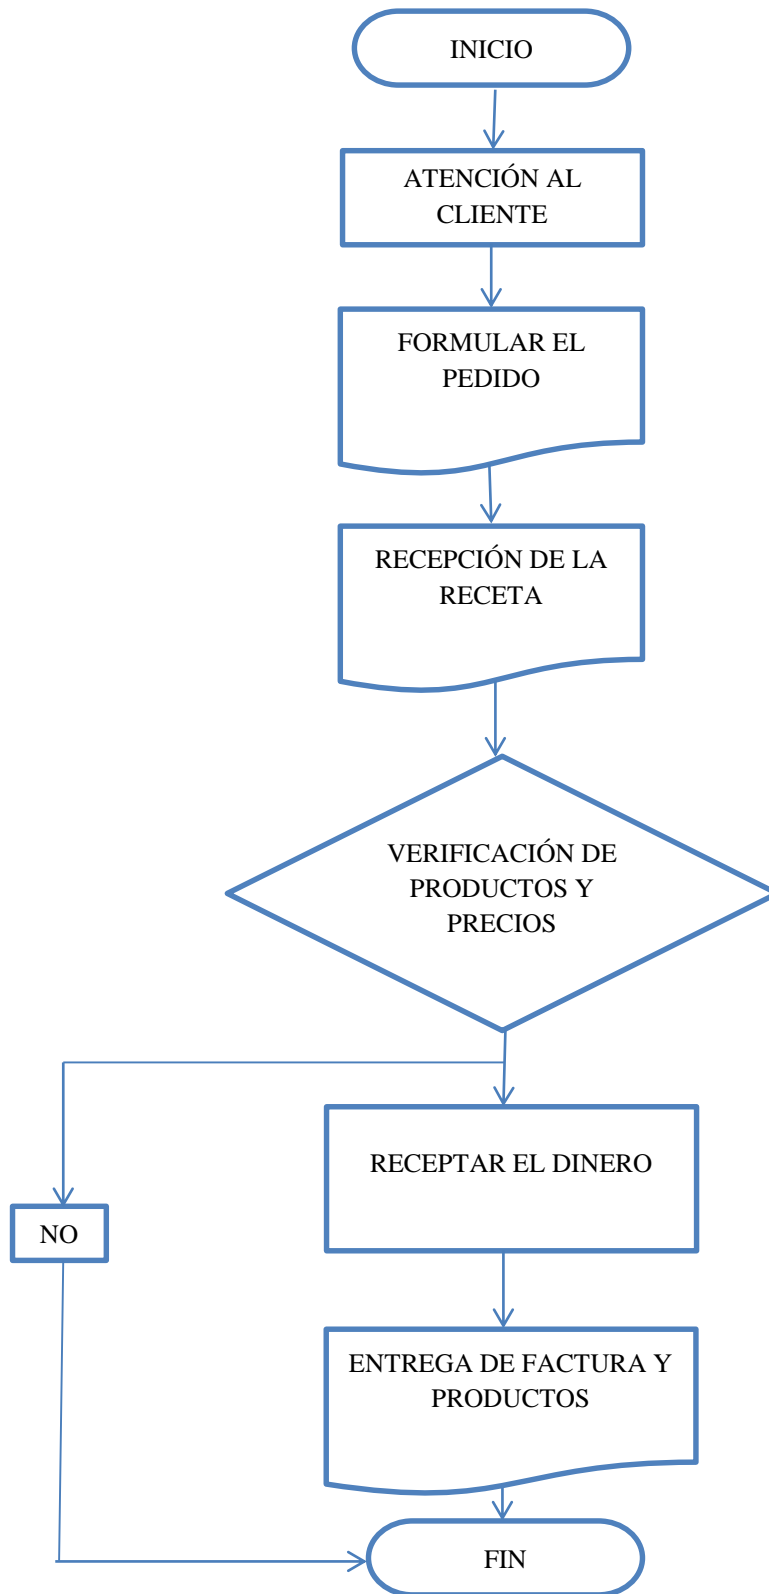 INICIO
ATENCIÓN AL
CLIENTE
FORMULAR EL
PEDIDO
RECEPCIÓN DE LA
RECETA
VERIFICACIÓN DE
PRODUCTOS Y
PRECIOS
RECEPTAR EL DINERO
NO
ENTREGA DE FACTURA Y
PRODUCTOS
FIN